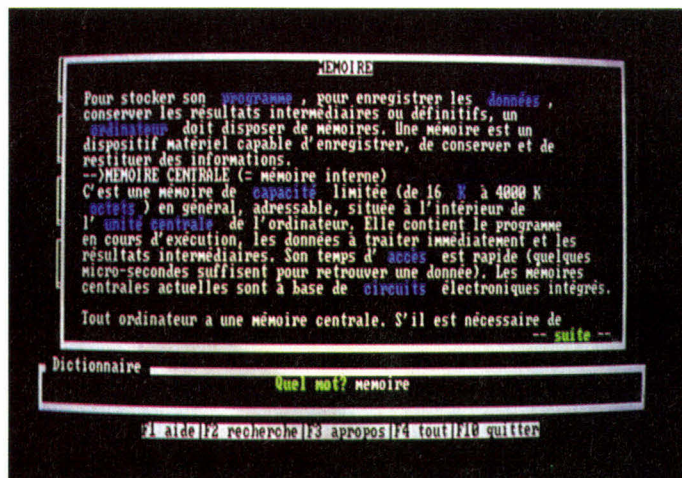 MEMOIRE
Pour stocker son programme , pour enregistrer les données ,
conserver les résultats intermédiaires ou définitifs, un
ordinateur doit disposer de mémoires. Une mémoire est un
dispositif matériel capable d'enregistrer, de conserver et de
restituer des informations.
-->MEMOIRE CENTRALE (= mémoire interne)
C'est une mémoire de capacité limitée (de 16 K à 4000 K
octets ) en général, adressable, située à l'intérieur de
l' unité centrale de l'ordinateur. Elle contient le programme
en cours d'exécution, les données à traiter immédiatement et les
résultats intermédiaires. Son temps d' accès est rapide (quelques
micro-secondes suffisent pour retrouver une donnée). Les mémoires
centrales actuelles sont à base de circuits électroniques intégrés.
Tout ordinateur a une mémoire centrale. S'il est nécessaire de
-- suite --
Dictionnaire
Quel mot? memoire
F1 aide|F2 recherche|F3 apropos|F4 tout|F10 quitter